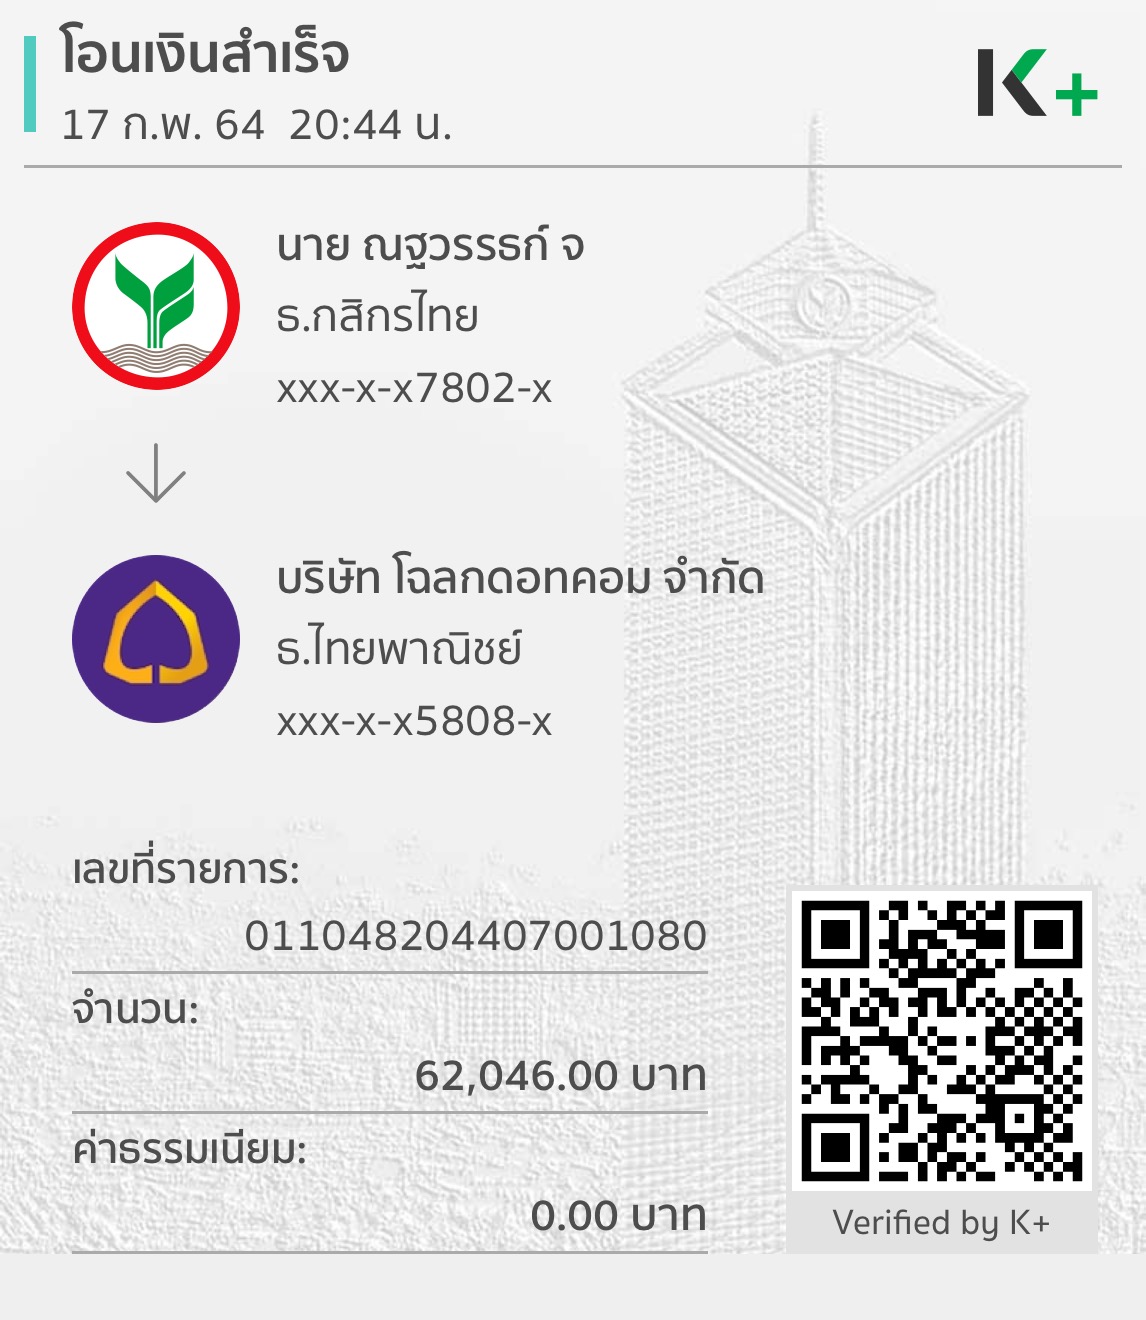 โอนเงินสำเร็จ
17 ก.พ. 64  20:44 น.
K+
นาย ณฐวรรธก์ จ
ธ.กสิกรไทย
xxx-x-x7802-x
บริษัท โฉลกดอทคอม จำกัด
ธ.ไทยพาณิชย์
xxx-x-x5808-x
เลขที่รายการ:
011048204407001080
จำนวน:
62,046.00 บาท
ค่าธรรมเนียม:
0.00 บาท
Verified by K+